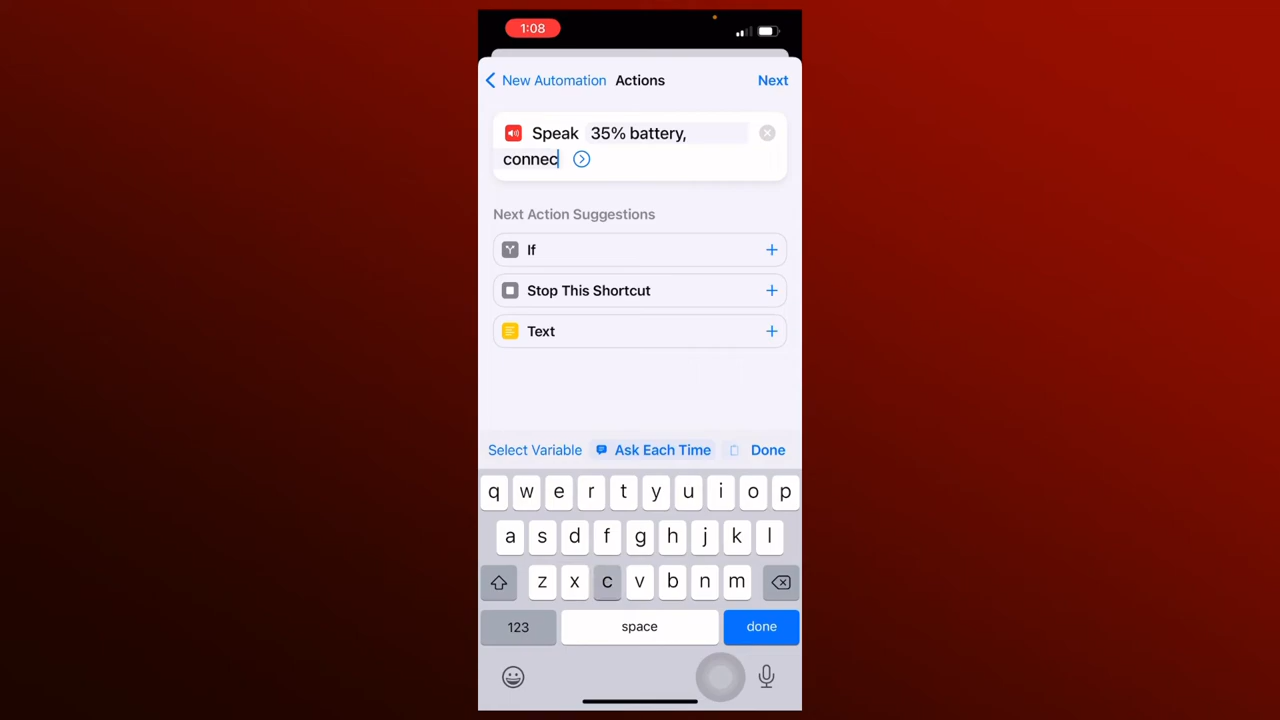 1:08
New Automation Actions Next
Speak 35% battery,
connec
Next Action Suggestions
If
Stop This Shortcut
Text
Select Variable Ask Each Time Done
q w e r t y u i o p
a s d f g h j k l
z x c v b n m
123 space done